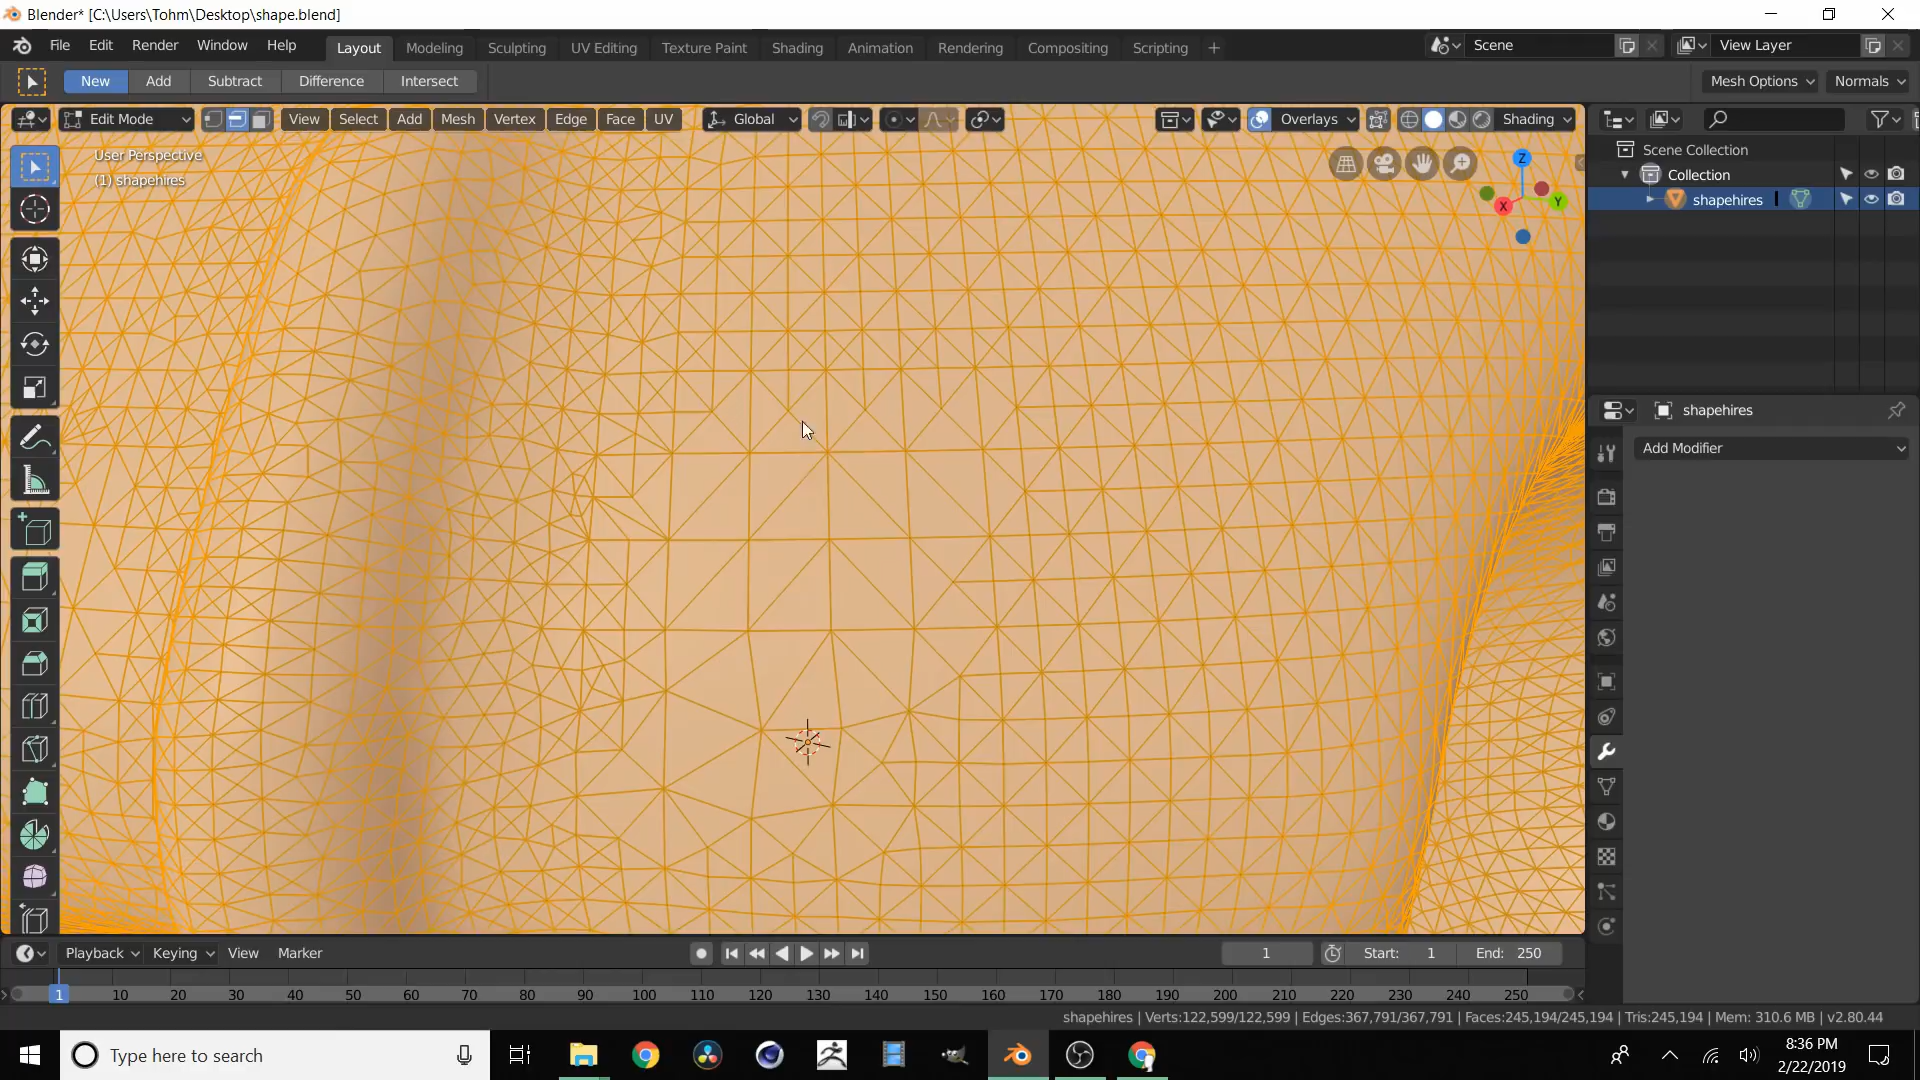 Blender* [C:\Users\Tohm\Desktop\shape.blend]
File Edit Render Window Help Layout Modeling Sculpting UV Editing Texture Paint Shading Animation Rendering Compositing Scripting + Scene View Layer
New Add Subtract Difference Intersect Mesh Options Normals
Edit Mode View Select Add Mesh Vertex Edge Face UV Global Overlays Shading
User Perspective
(1) shapehires
Z
X
Y
Scene Collection
Collection
shapehires
shapehires
Add Modifier
Playback Keying View Marker 1 Start: 1 End: 250
1 10 20 30 40 50 60 70 80 90 100 110 120 130 140 150 160 170 180 190 200 210 220 230 240 250
shapehires | Verts:122,599/122,599 | Edges:367,791/367,791 | Faces:245,194/245,194 | Tris:245,194 | Mem: 310.6 MB | v2.80.44
Type here to search
8:36 PM
2/22/2019